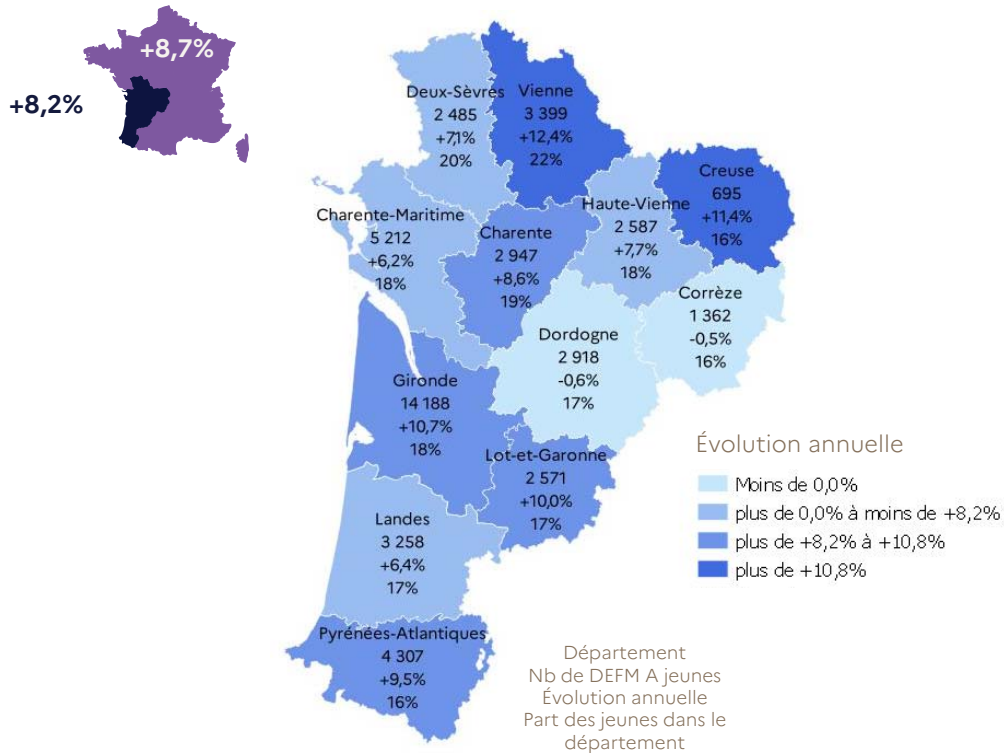 +8,7%
+8,2%
Deux-Sèvres
2 485
+7,1%
20%
Vienne
3 399
+12,4%
22%
Creuse
695
+11,4%
16%
Haute-Vienne
2 587
+7,7%
18%
Charente-Maritime
5 212
+6,2%
18%
Charente
2 947
+8,6%
19%
Corrèze
1 362
-0,5%
16%
Dordogne
2 918
-0,6%
17%
Gironde
14 188
+10,7%
18%
Lot-et-Garonne
2 571
+10,0%
17%
Landes
3 258
+6,4%
17%
Pyrénées-Atlantiques
4 307
+9,5%
16%
Évolution annuelle
Moins de 0,0%
plus de 0,0% à moins de +8,2%
plus de +8,2% à +10,8%
plus de +10,8%
Département
Nb de DEFM A jeunes
Évolution annuelle
Part des jeunes dans le
département